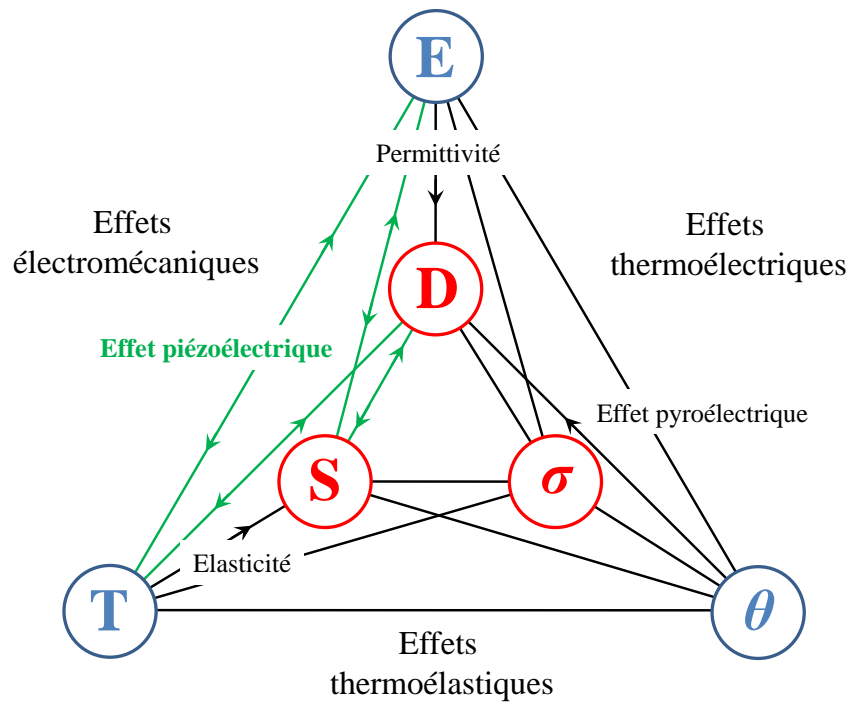 E
Permittivité
Effets
électromécaniques
Effets
thermoélectriques
D
Effet piézoélectrique
Effet pyroélectrique
S
σ
Elasticité
T
θ
Effets
thermoélastiques